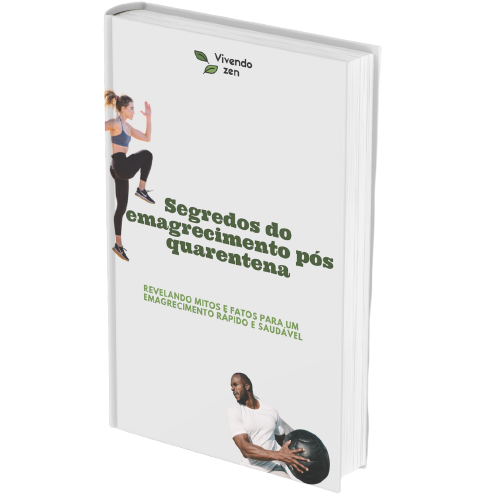 Vivendo
zen
Segredos do
emagrecimento pós
quarentena
REVELANDO MITOS E FATOS PARA UM
EMAGRECIMENTO RÁPIDO E SAUDÁVEL